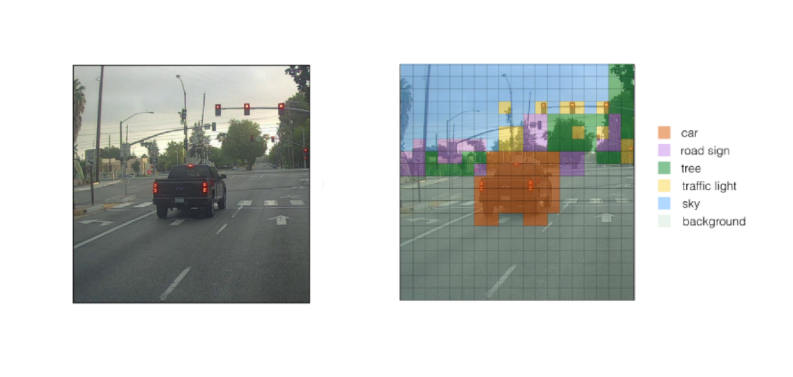 car
road sign
tree
traffic light
sky
background